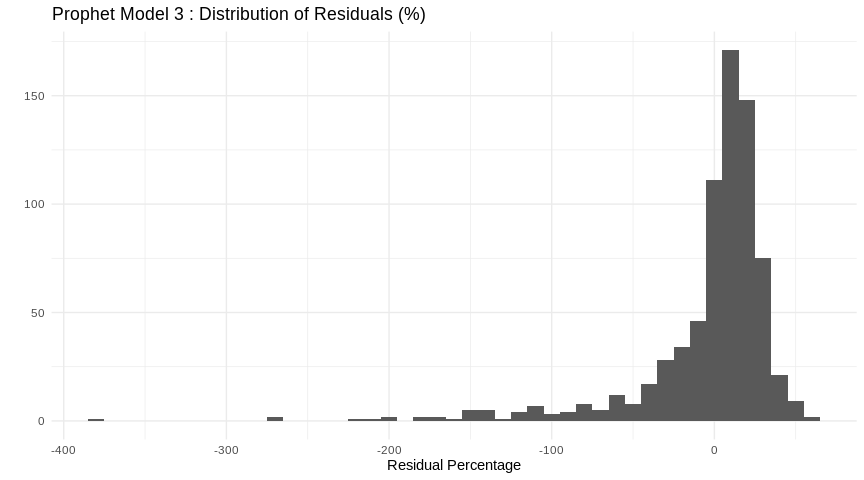 Prophet Model 3 : Distribution of Residuals (%)
150
100
50
0
-400 -300 -200 -100 0
Residual Percentage